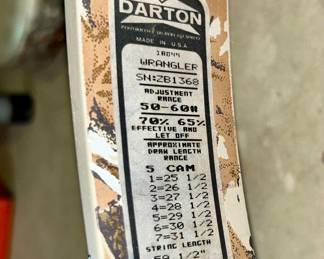 DARTON
MADE IN U.S.A
WRANGLER
SN:ZB1368
ADJUSTMENT
RANGE
50-60#
70% 65%
EFFECTIVE AND
LET OFF
APPROXIMATE
DRAW LENGTH
RANGE
5 CAM
1=25 1/2
2=26 1/2
3=27 1/2
4=28 1/2
5=29 1/2
6=30 1/2
7=31 1/2
STRING LENGTH